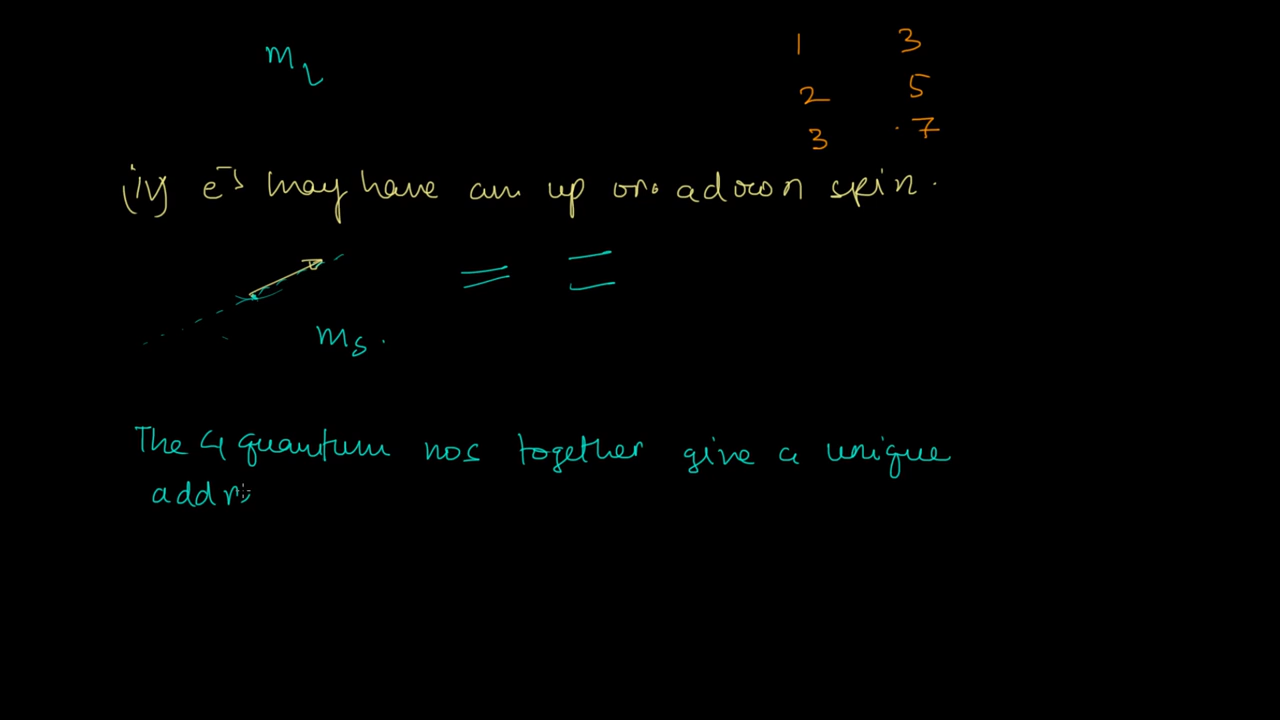 m_l
1 3
2 5
3 .7
(iv) e⁻s may have an up or a down spin.
m_s.
The 4 quantum nos together give a unique
addr